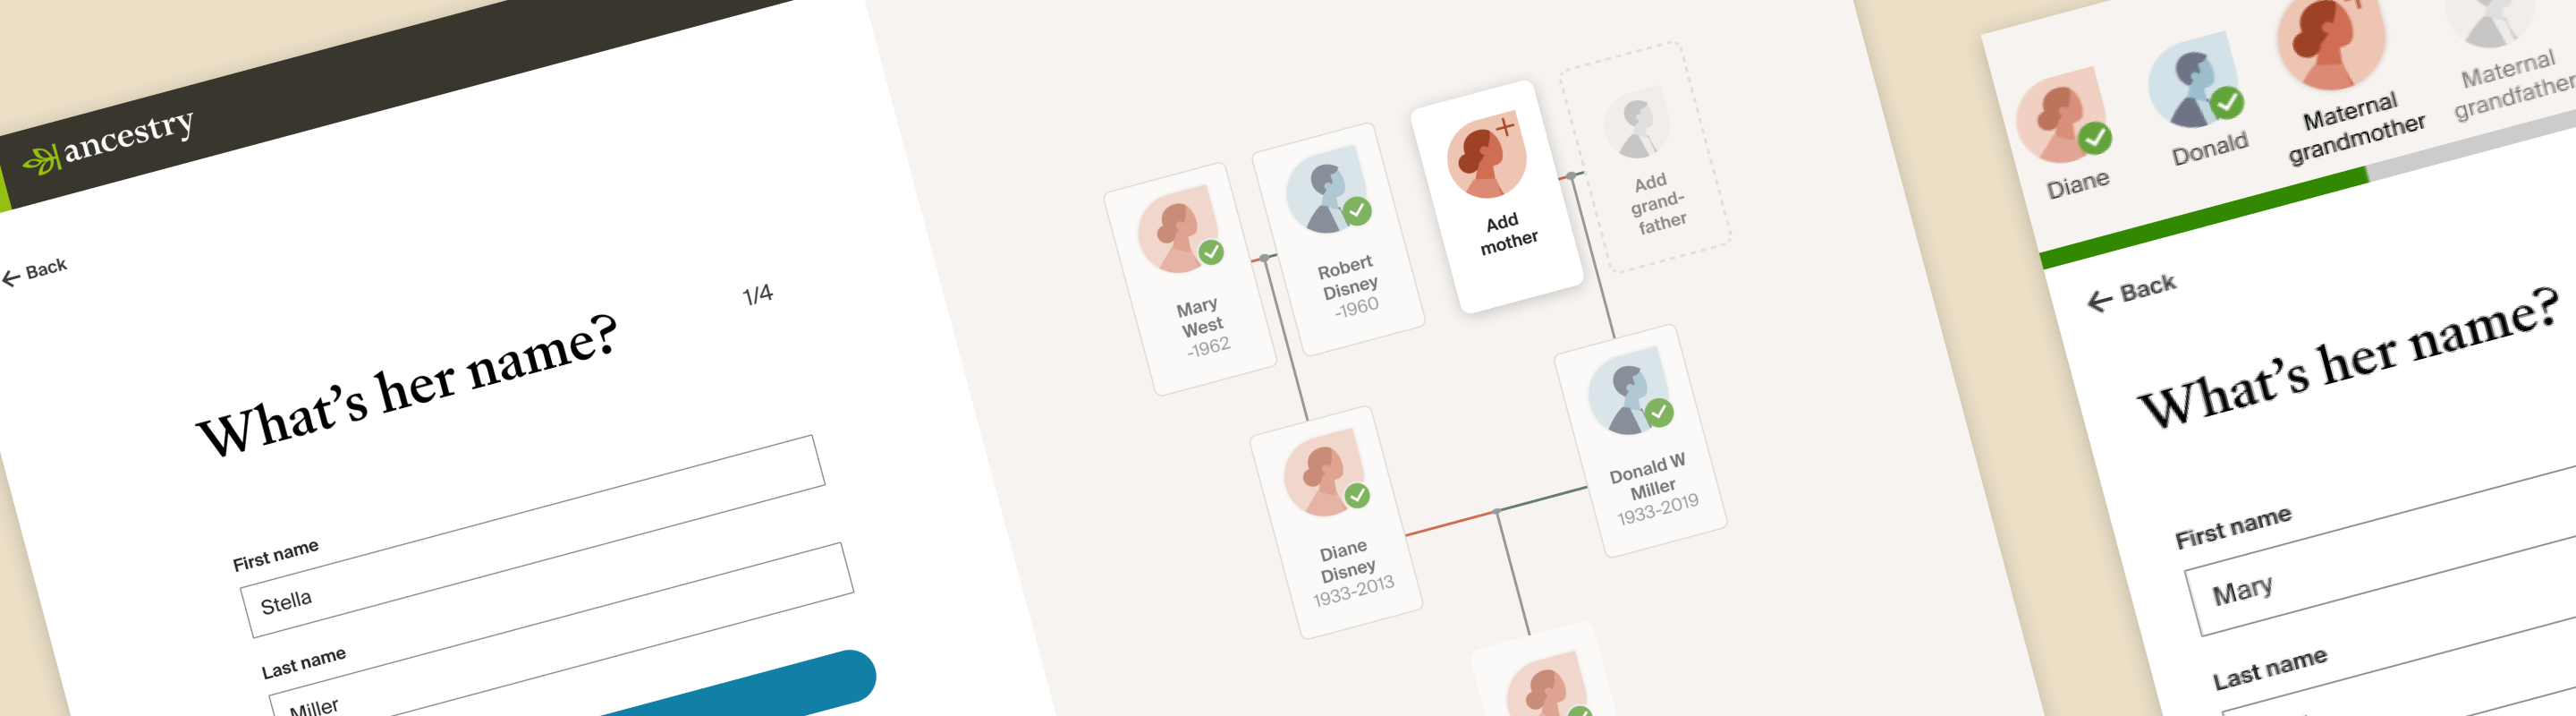 ancestry
← Back
1/4
What's her name?
First name
Stella
Last name
Miller
Mary
West
-1962
Robert
Disney
-1960
Add
mother
Add
grand-
father
Diane
Disney
1933-2013
Donald W
Miller
1933-2019
Diane
Donald
Maternal
grandmother
Maternal
grandfather
← Back
What's her name?
First name
Mary
Last name